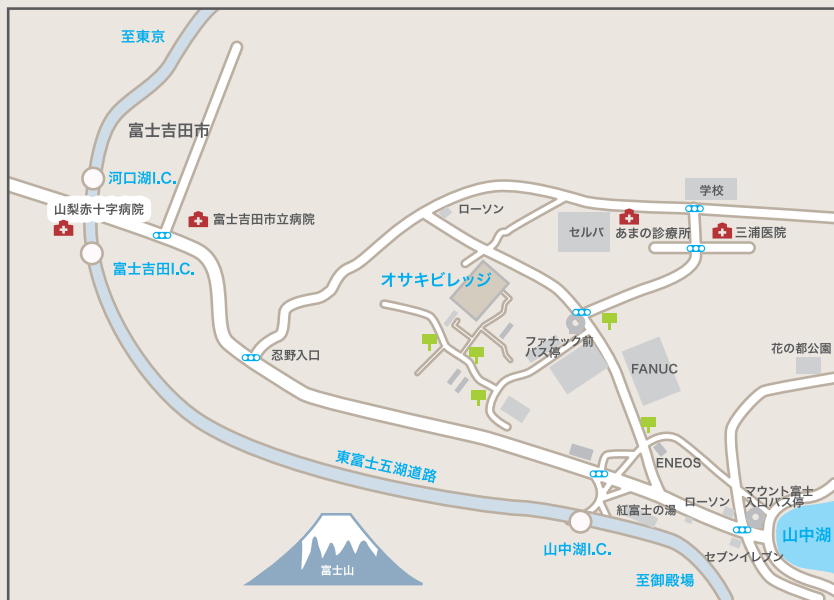 至東京
富士吉田市
河口湖I.C.
山梨赤十字病院
富士吉田市立病院
富士吉田I.C.
学校
ローソン
セルバ
あまの診療所
三浦医院
オサキビレッジ
忍野入口
ファナック前
バス停
FANUC
花の都公園
東富士五湖道路
ENEOS
マウント富士
入口バス停
ローソン
紅富士の湯
山中湖
山中湖I.C.
セブンイレブン
富士山
至御殿場